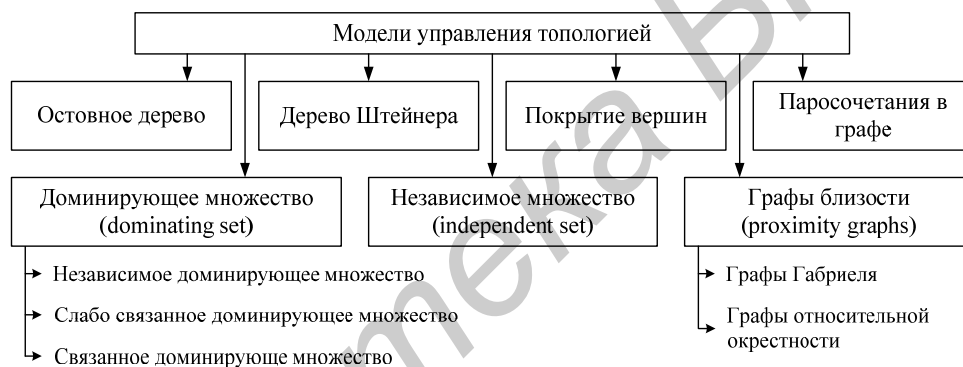 Модели управления топологией
Остовное дерево
Дерево Штейнера
Покрытие вершин
Паросочетания в
графе
Доминирующее множество
(dominating set)
Независимое множество
(independent set)
Графы близости
(proximity graphs)
Независимое доминирующее множество
Слабо связанное доминирующее множество
Связанное доминирующе множество
Графы Габриеля
Графы относительной
окрестности